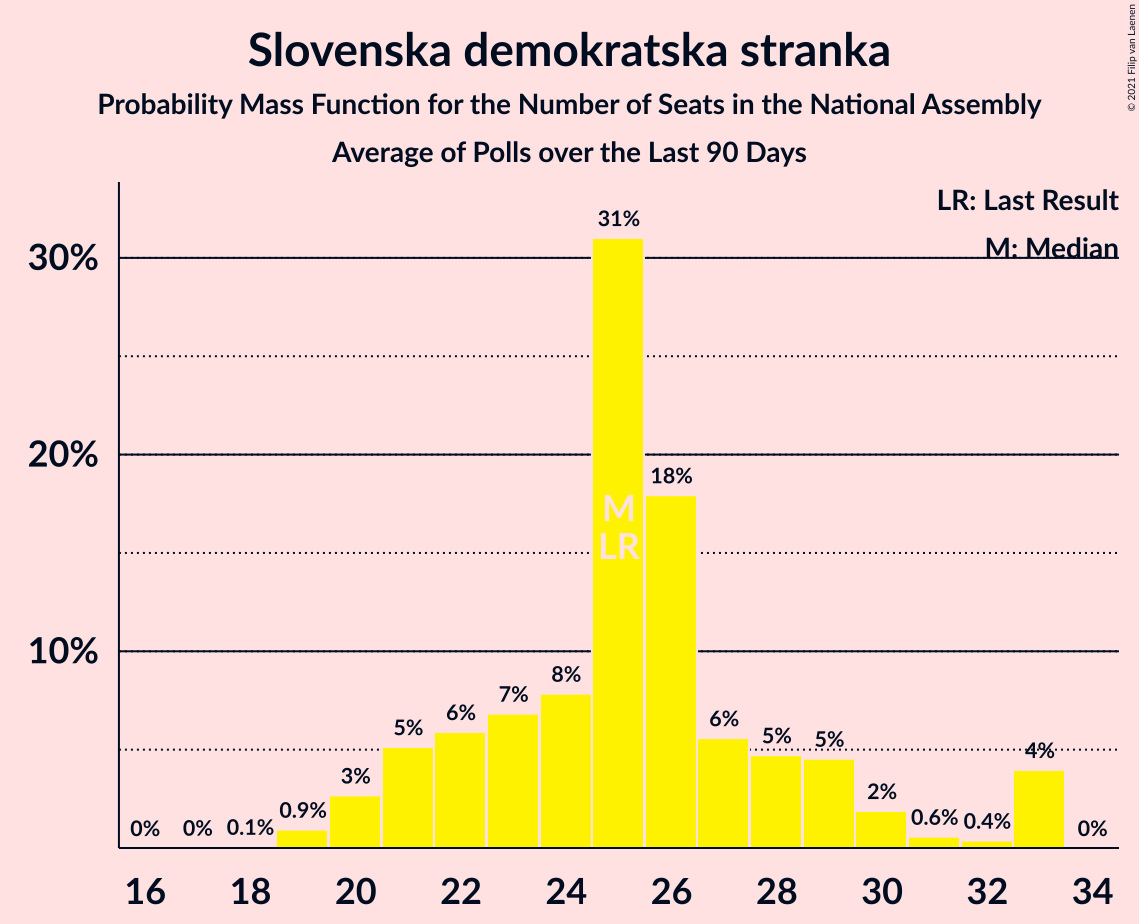 Slovenska demokratska stranka
Probability Mass Function for the Number of Seats in the National Assembly
Average of Polls over the Last 90 Days
© 2021 Filip van Laenen
LR: Last Result
M: Median
30%
20%
10%
0%
0%
0.1%
0.9%
3%
5%
6%
7%
8%
31%
18%
6%
5%
5%
2%
0.6%
0.4%
4%
0%
M
LR
16 18 20 22 24 26 28 30 32 34